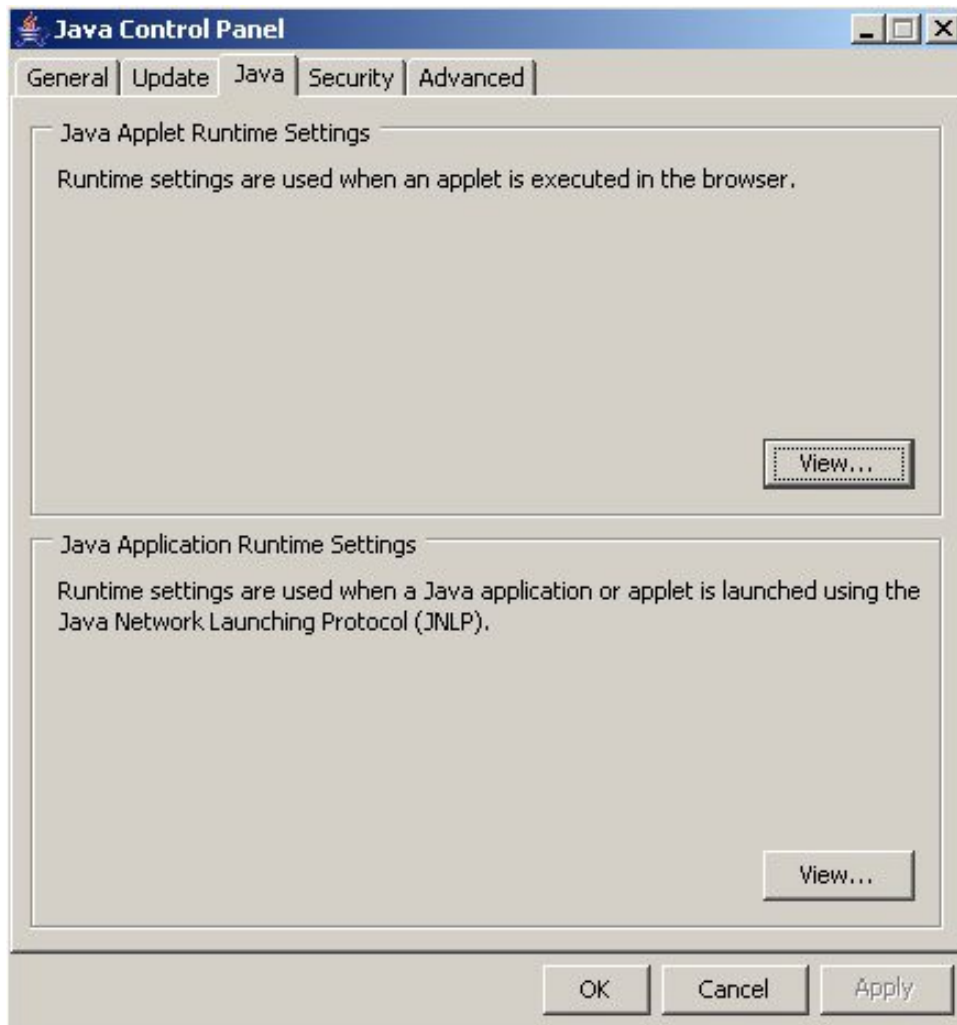 Java Control Panel
General Update Java Security Advanced
Java Applet Runtime Settings
Runtime settings are used when an applet is executed in the browser.
View...
Java Application Runtime Settings
Runtime settings are used when a Java application or applet is launched using the
Java Network Launching Protocol (JNLP).
View...
OK Cancel Apply